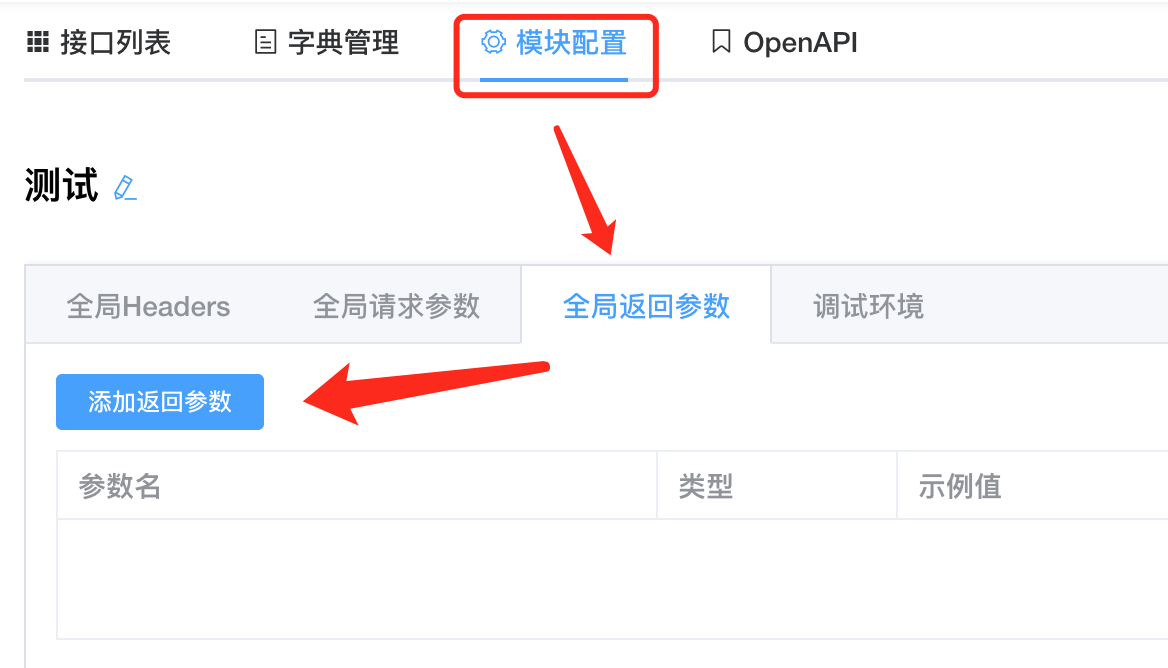 接口列表 字典管理 模块配置 OpenAPI
测试
全局Headers 全局请求参数 全局返回参数 调试环境
添加返回参数
参数名 类型 示例值